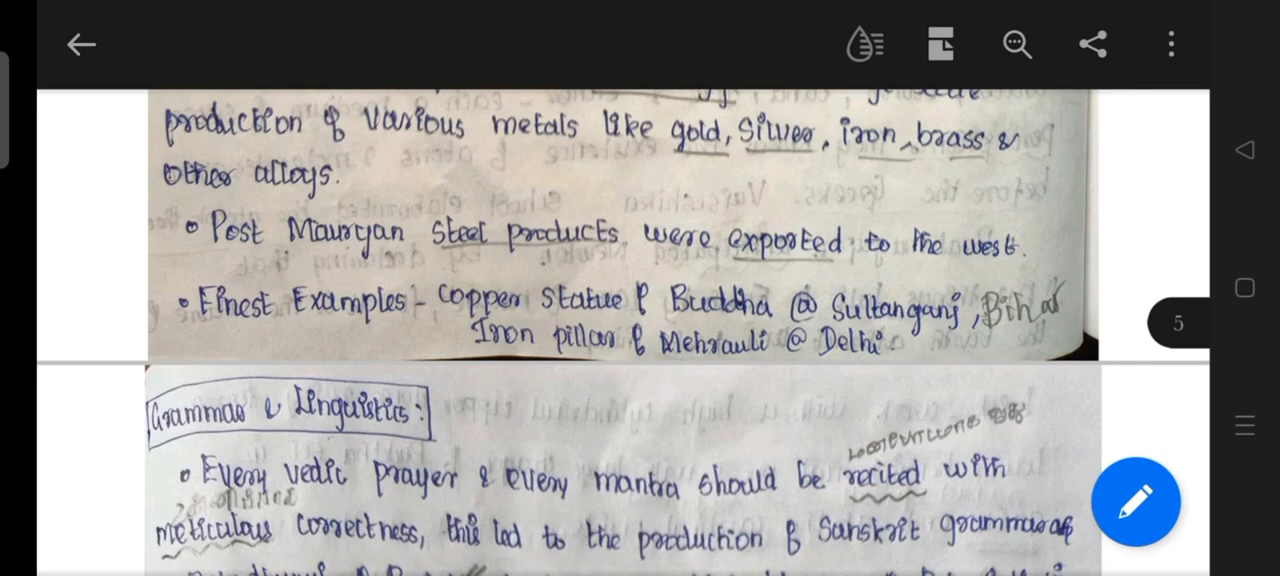 production of various metals like gold, silver, iron, brass &
other alloys.
• Post Mauryan steel products were exported to the west.
• Finest Examples - copper statue of Buddha @ Sultanganj, Bihar
Iron pillar of Mehrauli @ Delhi.
5
Grammar & Linguistics:
• Every vedic prayer & every mantra should be recited with
meticulous correctness, this led to the production of Sanskrit grammar of